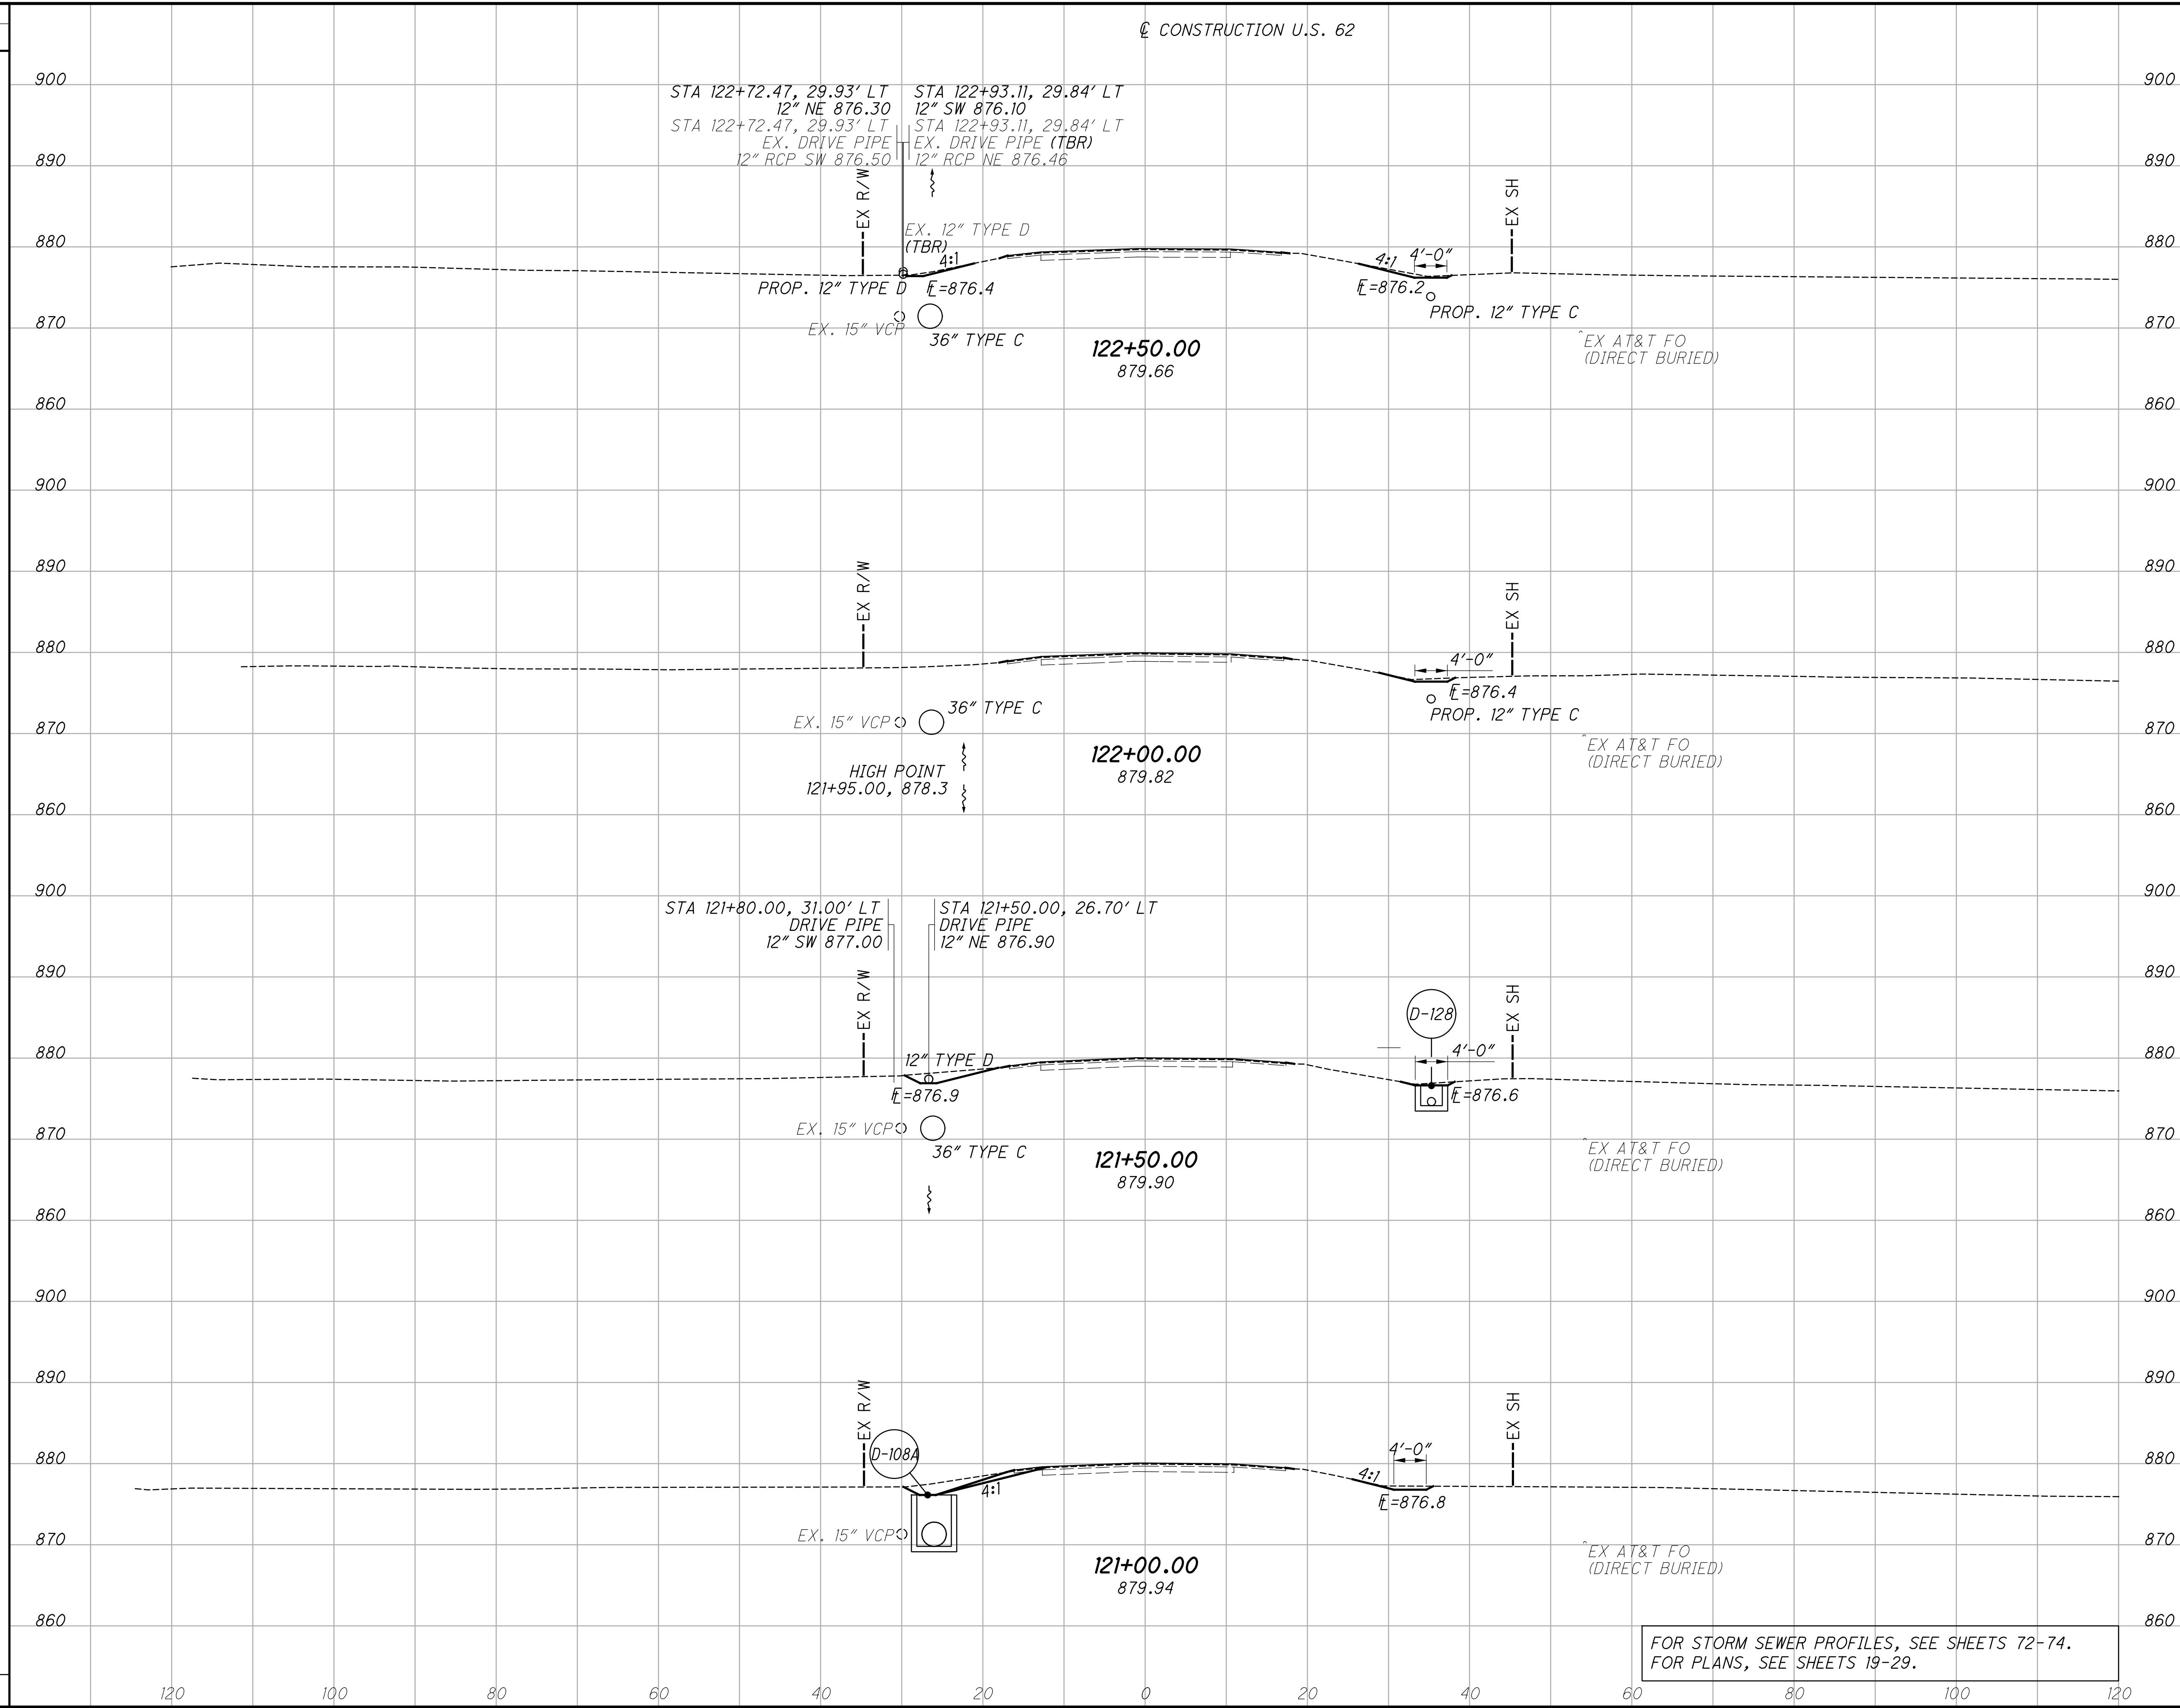 ℄ CONSTRUCTION U.S. 62
900 900
STA 122+72.47, 29.93' LT STA 122+93.11, 29.84' LT
12" NE 876.30 12" SW 876.10
STA 122+72.47, 29.93' LT STA 122+93.11, 29.84' LT
EX. DRIVE PIPE EX. DRIVE PIPE (TBR)
12" RCP SW 876.50 12" RCP NE 876.46
890 890
EX R/W
EX SH
EX. 12" TYPE D
(TBR)
880 880
4:1
4:1
4'-0"
PROP. 12" TYPE D
FL=876.4
FL=876.2
PROP. 12" TYPE C
EX. 15" VCP
36" TYPE C
870 870
122+50.00
879.66
EX AT&T FO
(DIRECT BURIED)
860 860
900 900
890 890
EX R/W
EX SH
880 880
4'-0"
FL=876.4
PROP. 12" TYPE C
36" TYPE C
EX. 15" VCP
870 870
122+00.00
879.82
EX AT&T FO
(DIRECT BURIED)
HIGH POINT
121+95.00, 878.3
860 860
900 900
STA 121+80.00, 31.00' LT STA 121+50.00, 26.70' LT
DRIVE PIPE DRIVE PIPE
12" SW 877.00 12" NE 876.90
890 890
EX R/W
EX SH
D-128
880 880
12" TYPE D
4'-0"
FL=876.9
FL=876.6
EX. 15" VCP
36" TYPE C
870 870
121+50.00
879.90
EX AT&T FO
(DIRECT BURIED)
860 860
900 900
890 890
EX R/W
EX SH
D-108A
880 880
4'-0"
4:1
4:1
FL=876.8
EX. 15" VCP
870 870
121+00.00
879.94
EX AT&T FO
(DIRECT BURIED)
860 860
FOR STORM SEWER PROFILES, SEE SHEETS 72-74.
FOR PLANS, SEE SHEETS 19-29.
120 100 80 60 40 20 0 20 40 60 80 100 120